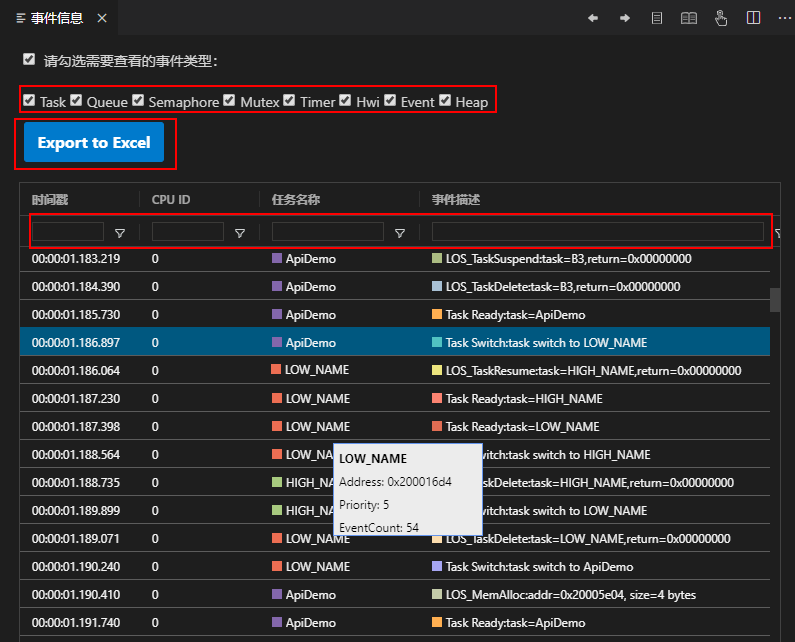 事件信息
请勾选需要查看的事件类型:
Task Queue Semaphore Mutex Timer Hwi Event Heap
Export to Excel
时间戳 CPU ID 任务名称 事件描述
00:00:01.183.219 0 ApiDemo LOS_TaskSuspend:task=B3,return=0x00000000
00:00:01.184.390 0 ApiDemo LOS_TaskDelete:task=B3,return=0x00000000
00:00:01.185.730 0 ApiDemo Task Ready:task=ApiDemo
00:00:01.186.897 0 ApiDemo Task Switch:task switch to LOW_NAME
00:00:01.186.064 0 LOW_NAME LOS_TaskResume:task=HIGH_NAME,return=0x00000000
00:00:01.187.230 0 LOW_NAME Task Ready:task=HIGH_NAME
00:00:01.187.398 0 LOW_NAME Task Ready:task=LOW_NAME
00:00:01.188.564 0 LOW_NA witch:task switch to HIGH_NAME
00:00:01.188.735 0 HIGH_NA skDelete:task=HIGH_NAME,return=0x00000000
00:00:01.189.899 0 HIGH_NA witch:task switch to LOW_NAME
00:00:01.189.071 0 LOW_NAME LOS_TaskDelete:task=LOW_NAME,return=0x00000000
00:00:01.190.240 0 LOW_NAME Task Switch:task switch to ApiDemo
00:00:01.190.410 0 ApiDemo LOS_MemAlloc:addr=0x20005e04, size=4 bytes
00:00:01.191.740 0 ApiDemo Task Ready:task=ApiDemo
LOW_NAME
Address: 0x200016d4
Priority: 5
EventCount: 54